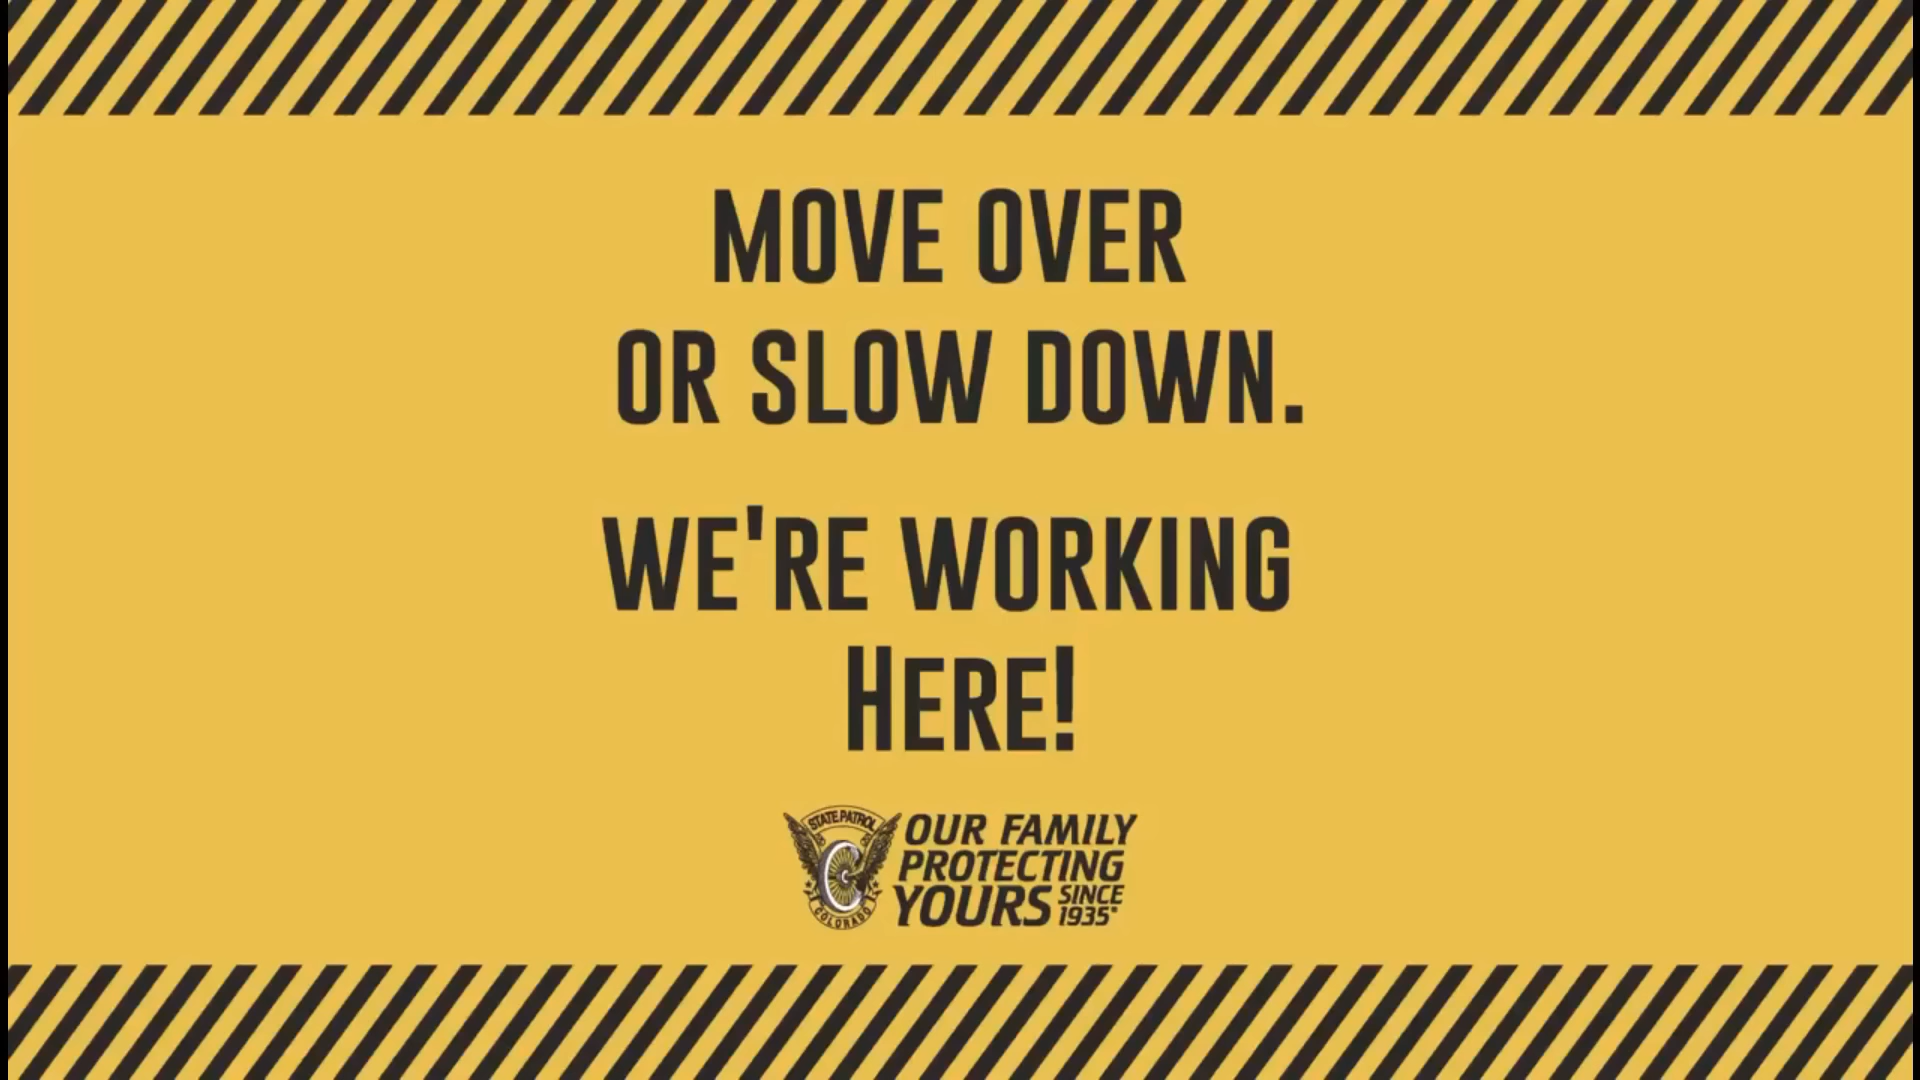 MOVE OVER
OR SLOW DOWN.
WE'RE WORKING
HERE!
STATE PATROL
COLORADO
OUR FAMILY
PROTECTING
YOURS SINCE
1935®